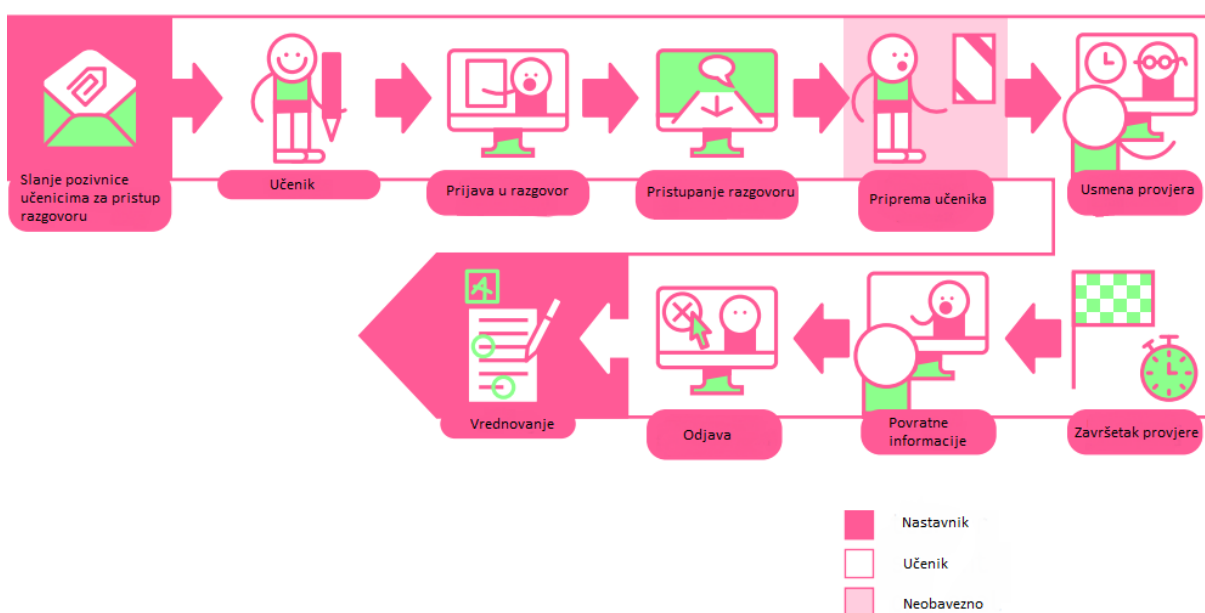 Slanje pozivnice
učenicima za pristup
razgovoru
Učenik
Prijava u razgovor
Pristupanje razgovoru
Priprema učenika
Usmena provjera
Vrednovanje
Odjava
Povratne
informacije
Završetak provjere
Nastavnik
Učenik
Neobavezno
A